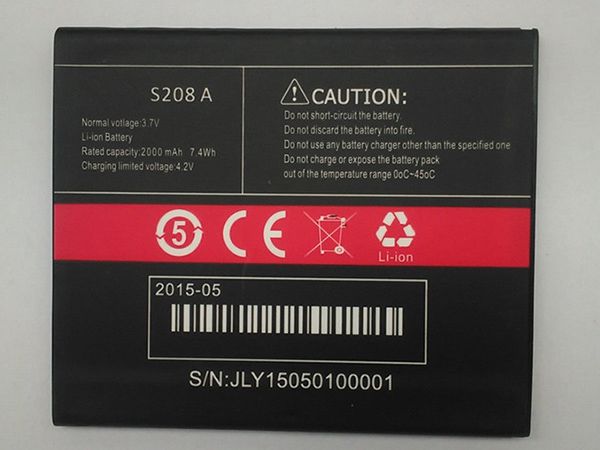 S208 A
Normal votlage:3.7V
Li-ion Battery
Rated capacity:2000 mAh 7.4Wh
Charging limited voltage:4.2V
CAUTION:
Do not short-circuit the battery.
Do not discard the battery into fire.
Do not use any battery charger other than the specified one
Do not charge or expose the battery pack
out of the temperature range 0oC~45oC
5
CE
Li-ion
2015-05
S/N:JLY15050100001